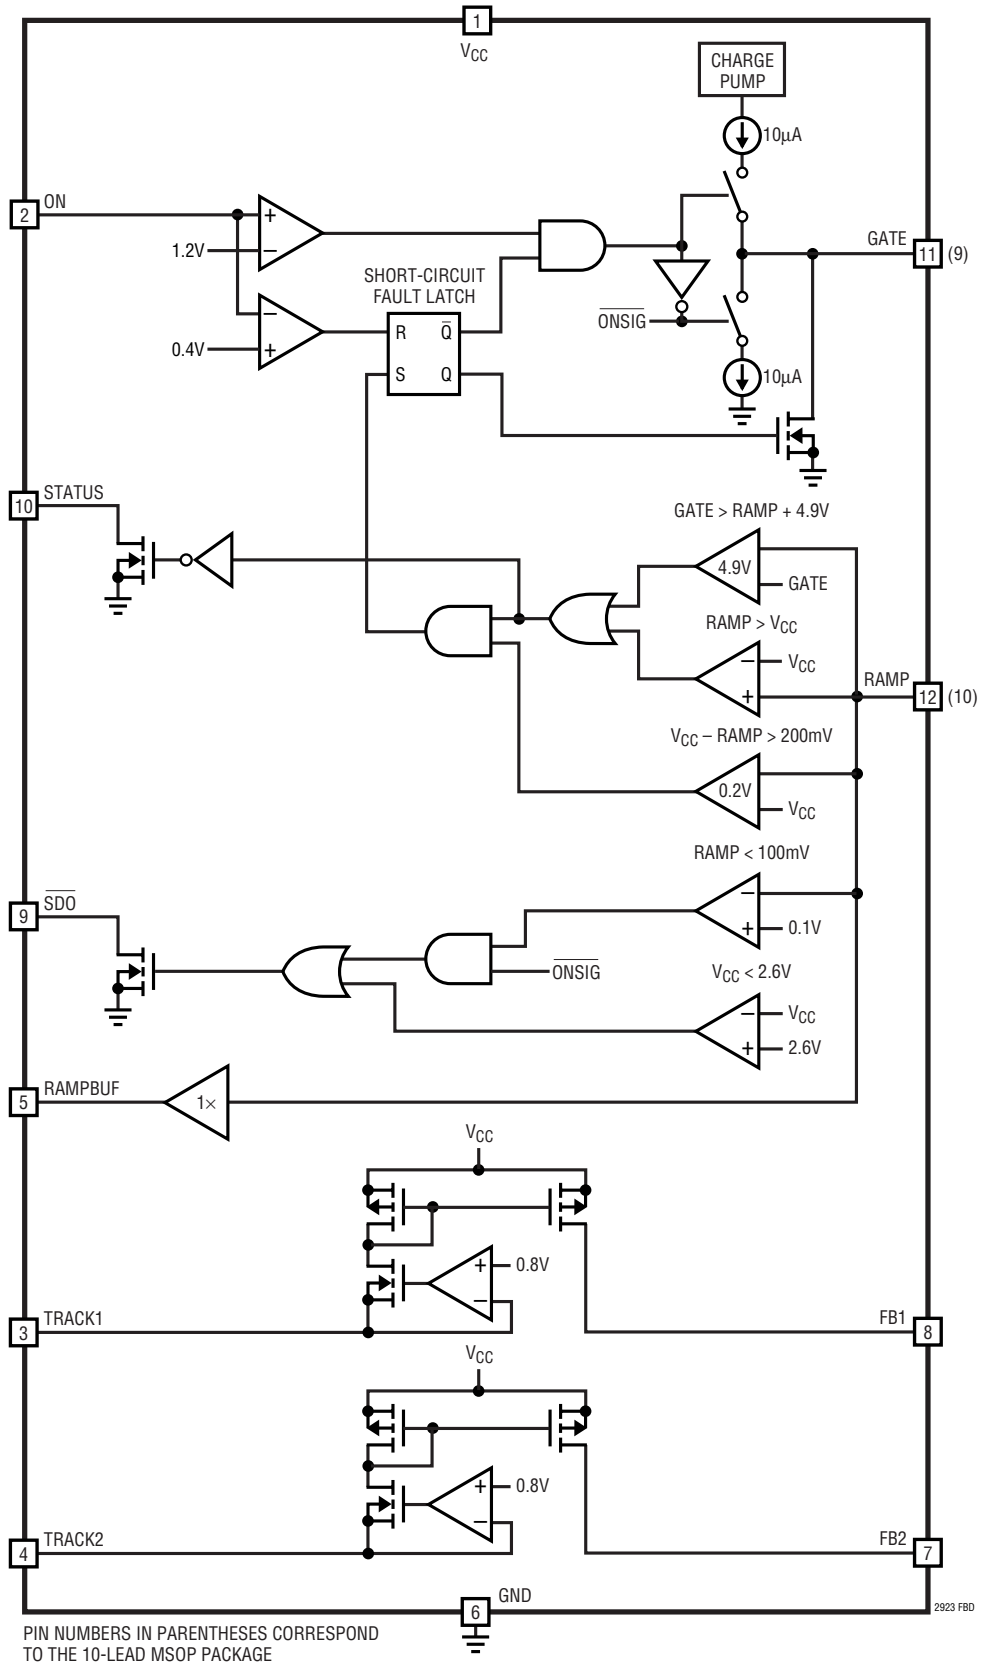 1
VCC
CHARGE
PUMP
10µA
2
ON
+
1.2V
–
GATE
11
(9)
SHORT-CIRCUIT
FAULT LATCH
–
0.4V
+
R
Q̅
S
Q
O̅N̅S̅I̅G̅
10µA
10
STATUS
GATE > RAMP + 4.9V
4.9V
GATE
RAMP > VCC
–
VCC
+
RAMP
12
(10)
VCC – RAMP > 200mV
0.2V
VCC
RAMP < 100mV
9
S̅D̅O̅
–
+
0.1V
O̅N̅S̅I̅G̅
VCC < 2.6V
–
VCC
+
2.6V
5
RAMPBUF
1×
VCC
+
0.8V
–
3
TRACK1
FB1
8
VCC
+
0.8V
–
4
TRACK2
FB2
7
6
GND
2923 FBD
PIN NUMBERS IN PARENTHESES CORRESPOND
TO THE 10-LEAD MSOP PACKAGE